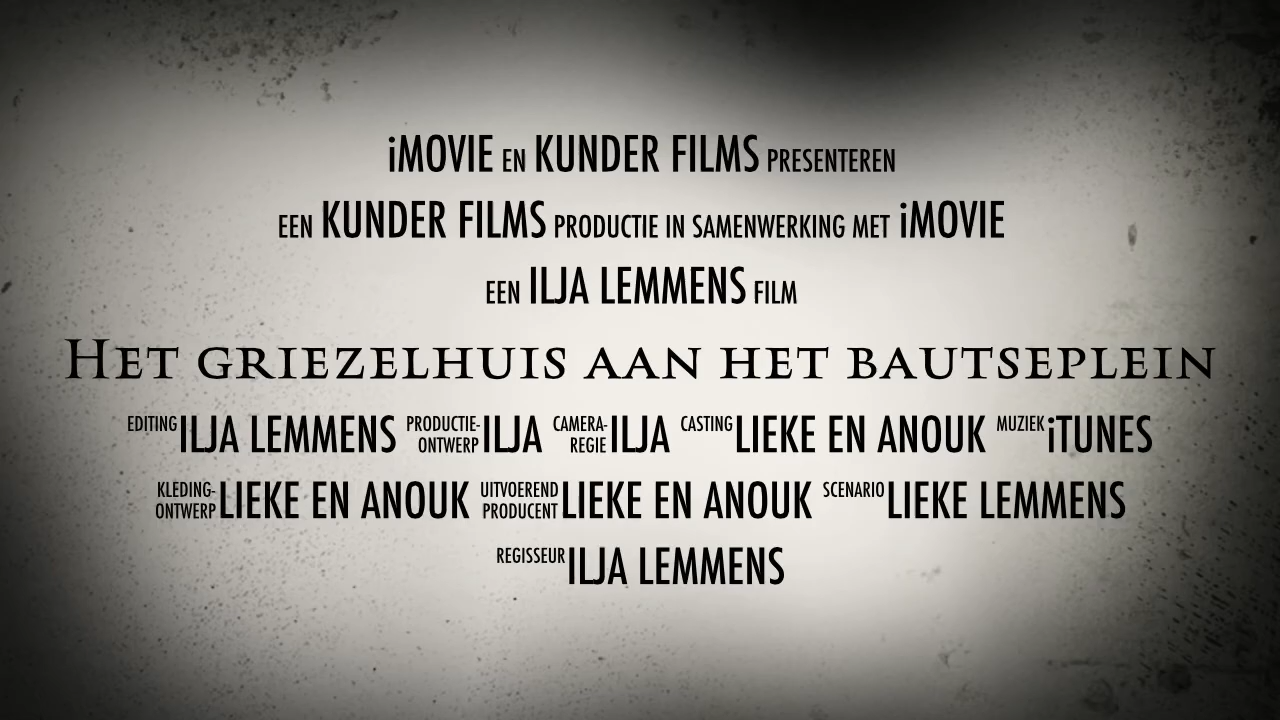 iMOVIE EN KUNDER FILMS PRESENTEREN
EEN KUNDER FILMS PRODUCTIE IN SAMENWERKING MET iMOVIE
EEN ILJA LEMMENS FILM
HET GRIEZELHUIS AAN HET BAUTSEPLEIN
EDITING ILJA LEMMENS PRODUCTIE-ONTWERP ILJA CAMERA-REGIE ILJA CASTING LIEKE EN ANOUK MUZIEK iTUNES
KLEDING-ONTWERP LIEKE EN ANOUK UITVOEREND PRODUCENT LIEKE EN ANOUK SCENARIO LIEKE LEMMENS
REGISSEUR ILJA LEMMENS